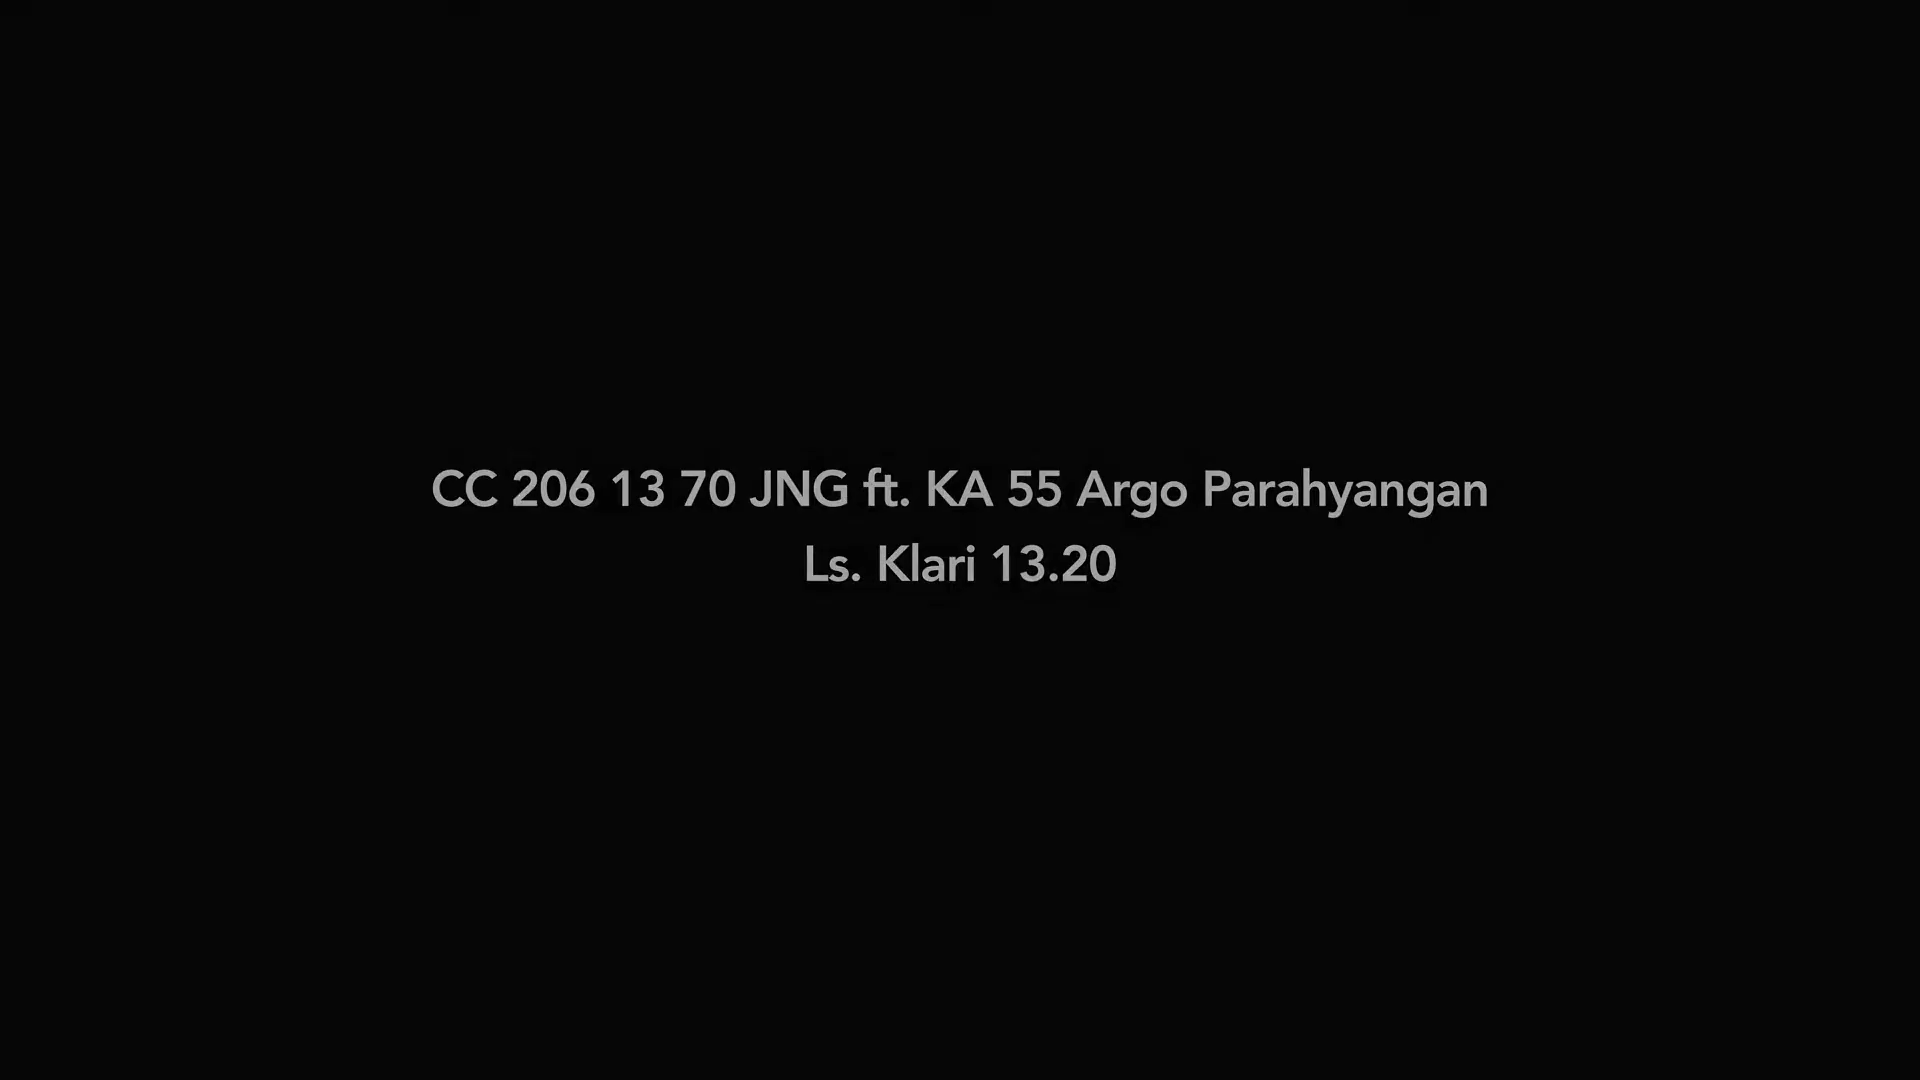 CC 206 13 70 JNG ft. KA 55 Argo Parahyangan
Ls. Klari 13.20